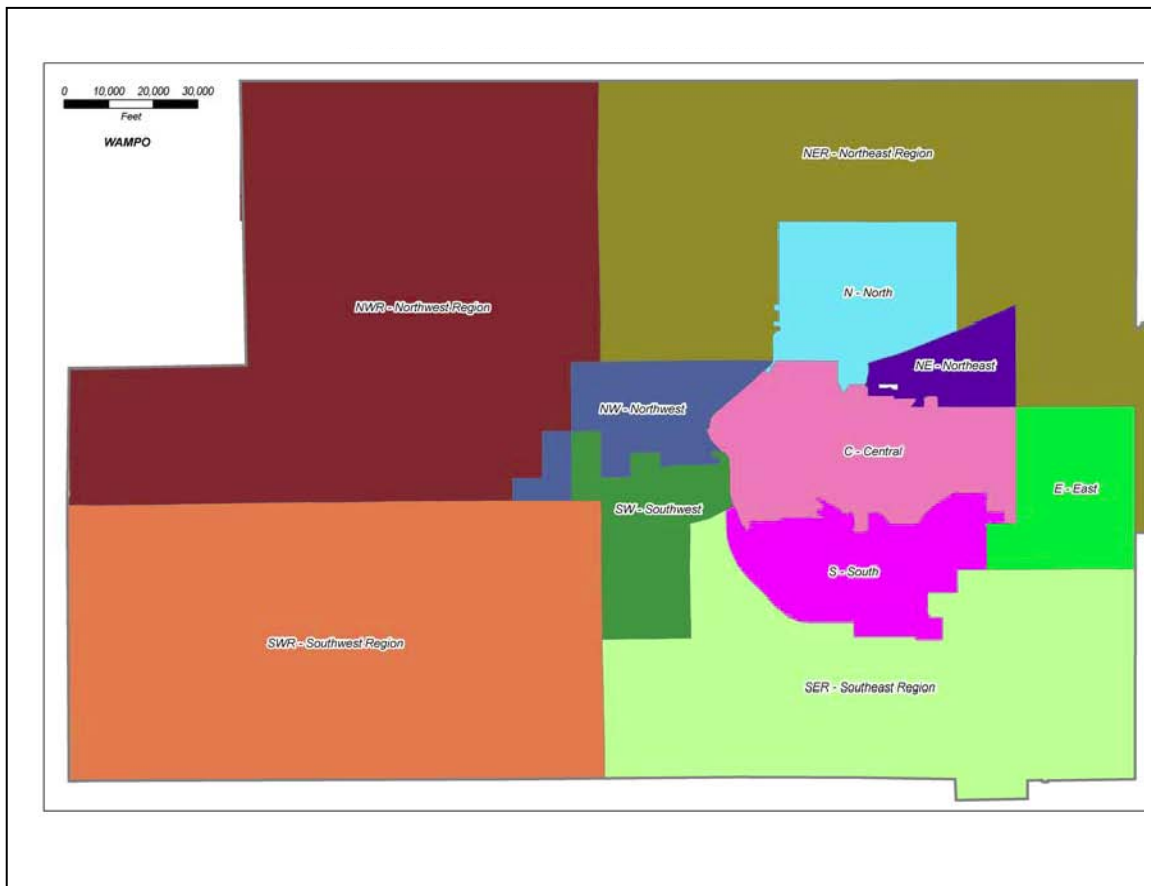 0 10,000 20,000 30,000
Feet
WAMPO
NER - Northeast Region
N - North
NWR - Northwest Region
NE - Northeast
NW - Northwest
C - Central
E - East
SW - Southwest
S - South
SWR - Southwest Region
SER - Southeast Region